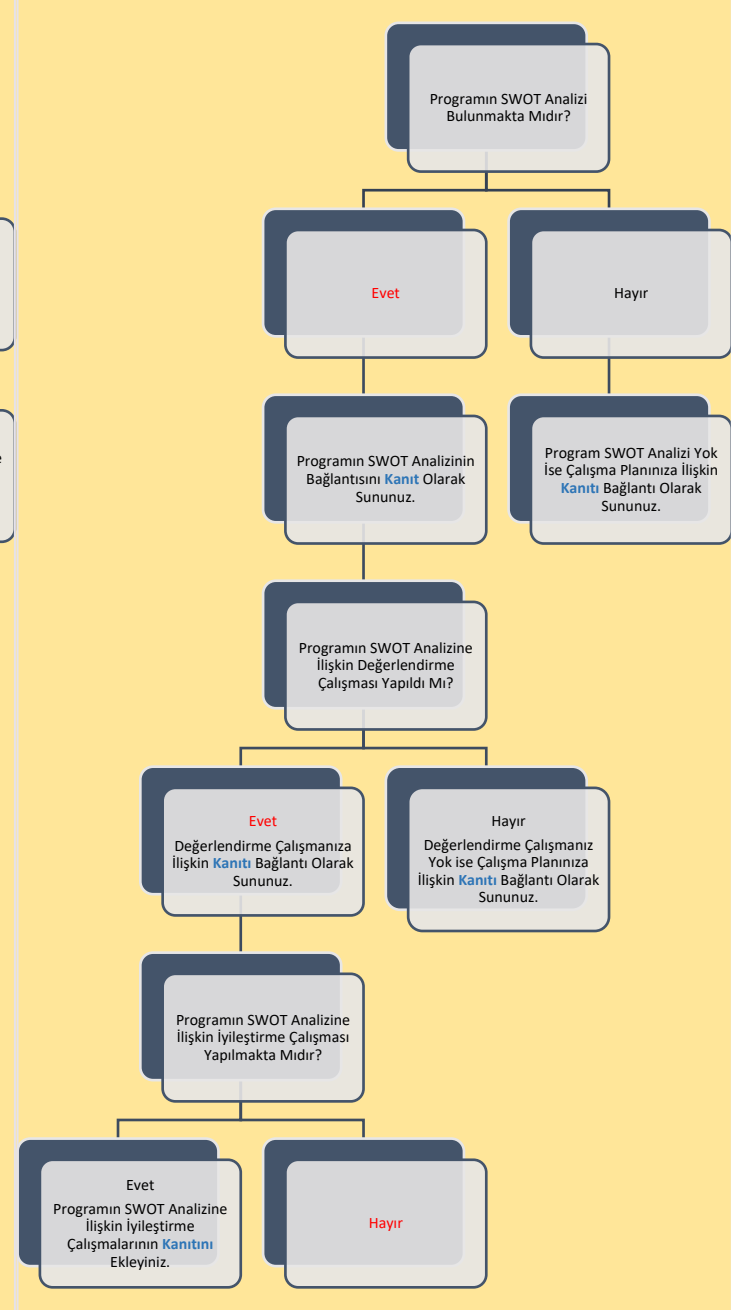 Programın SWOT Analizi
Bulunmakta Mıdır?
Evet
Hayır
Programın SWOT Analizinin
Bağlantısını Kanıt Olarak
Sununuz.
Program SWOT Analizi Yok
İse Çalışma Planınıza İlişkin
Kanıtı Bağlantı Olarak
Sununuz.
Programın SWOT Analizine
İlişkin Değerlendirme
Çalışması Yapıldı Mı?
Evet
Değerlendirme Çalışmanıza
İlişkin Kanıtı Bağlantı Olarak
Sununuz.
Hayır
Değerlendirme Çalışmanız
Yok ise Çalışma Planınıza
İlişkin Kanıtı Bağlantı Olarak
Sununuz.
Programın SWOT Analizine
İlişkin İyileştirme Çalışması
Yapılmakta Mıdır?
Evet
Programın SWOT Analizine
İlişkin İyileştirme
Çalışmalarının Kanıtını
Ekleyiniz.
Hayır